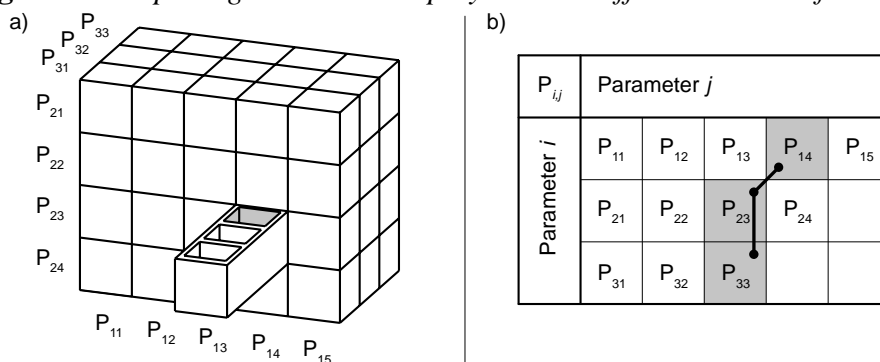 a)
P33
P32
P31
P21
P22
P23
P24
P11
P12
P13
P14
P15
b)
Pi,j Parameter j
Parameter i
P11 P12 P13 P14 P15
P21 P22 P23 P24
P31 P32 P33